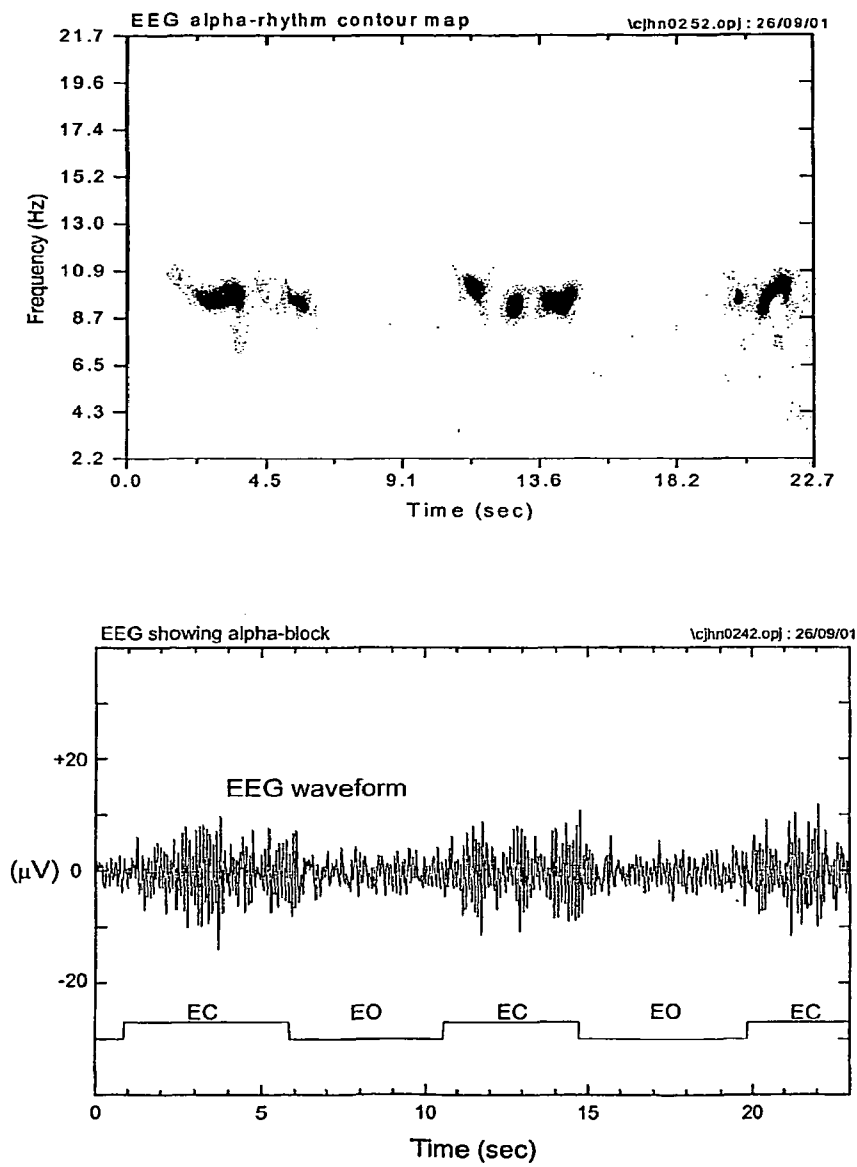 EEG alpha-rhythm contour map \cjhn0252.opj : 26/09/01
21.7
19.6
17.4
15.2
13.0
10.9
8.7
6.5
4.3
2.2
Frequency (Hz)
0.0 4.5 9.1 13.6 18.2 22.7
Time (sec)
EEG showing alpha-block \cjhn0242.opj : 26/09/01
+20
EEG waveform
(μV) 0
-20
EC EO EC EO EC
0 5 10 15 20
Time (sec)